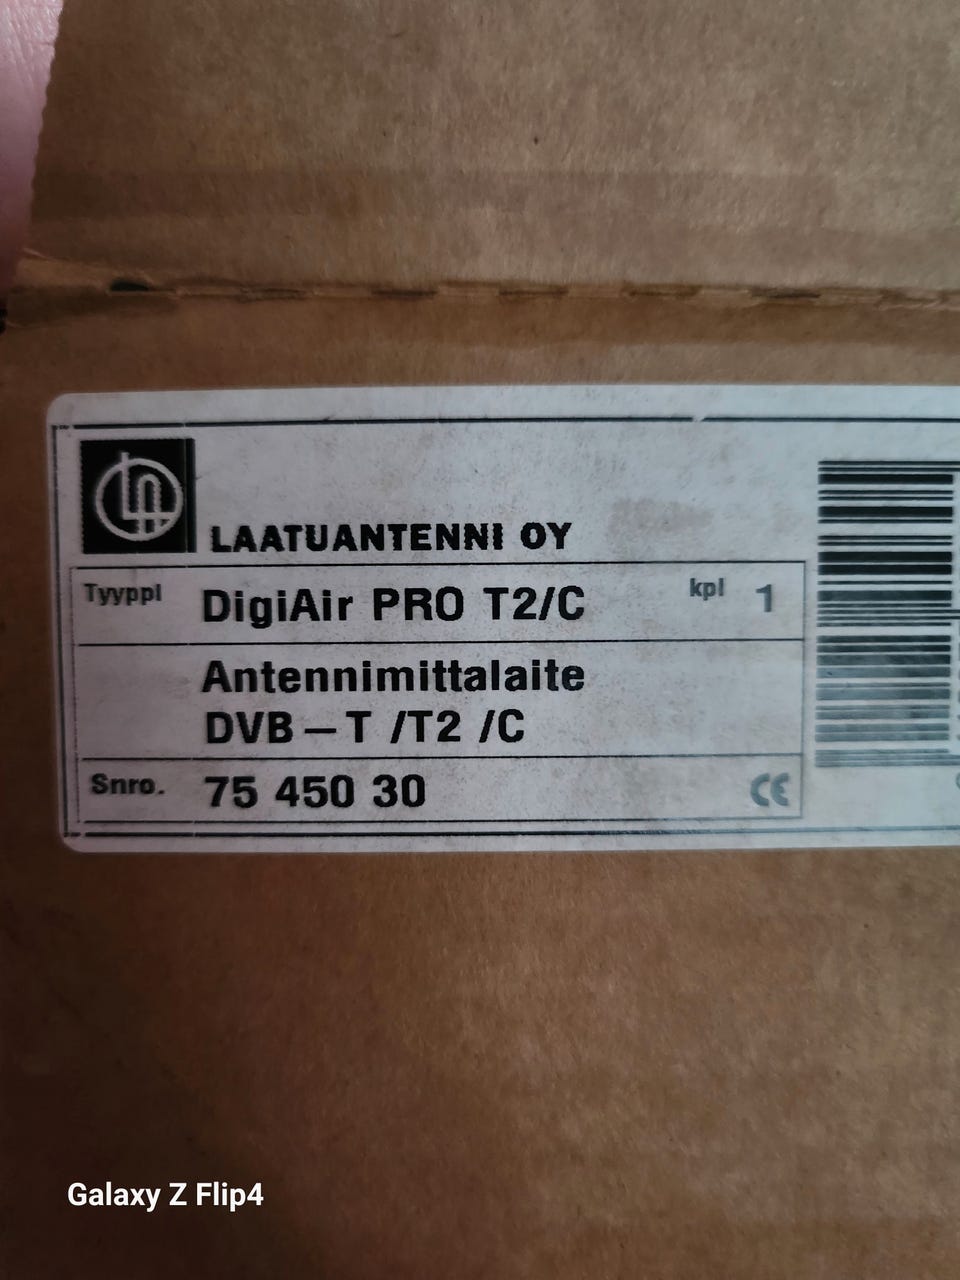 LAATUANTENNI OY
Tyyppi DigiAir PRO T2/C kpl 1
Antennimittalaite
DVB – T /T2 /C
Snro. 75 450 30 CE
Galaxy Z Flip4